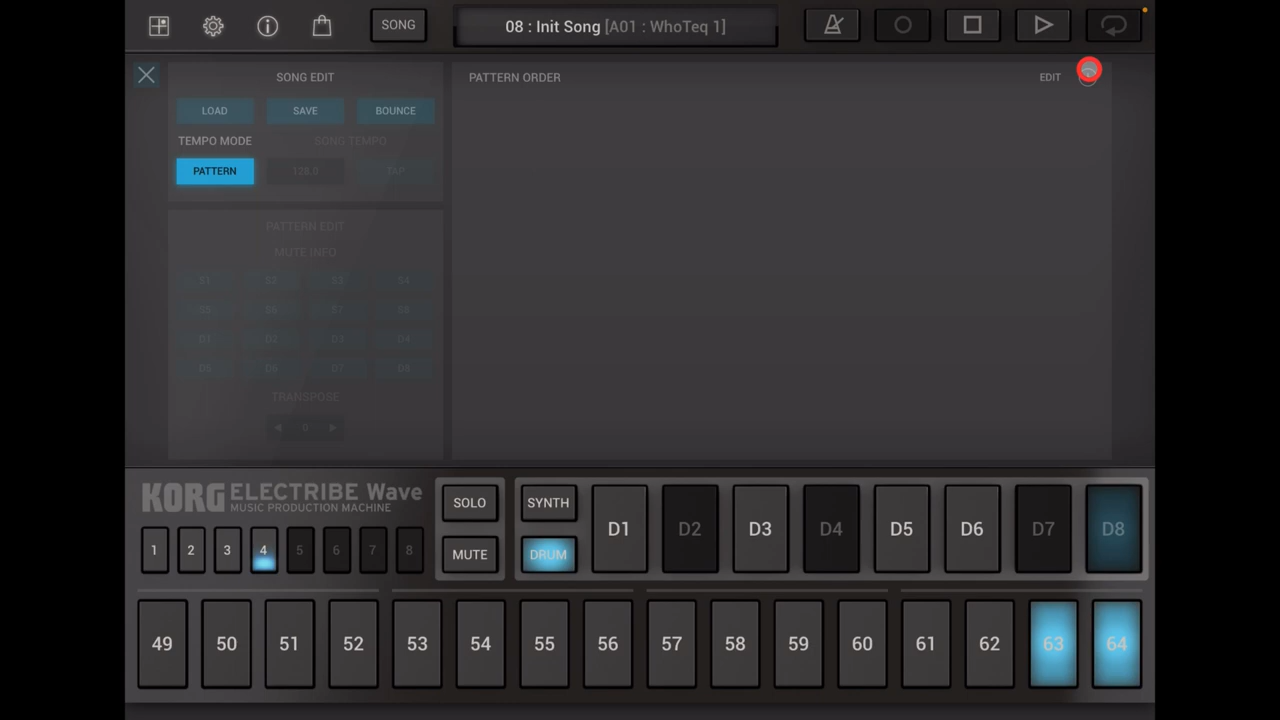 SONG
08 : Init Song [A01 : WhoTeq 1]
SONG EDIT
LOAD SAVE BOUNCE
TEMPO MODE SONG TEMPO
PATTERN 128.0 TAP
PATTERN EDIT
MUTE INFO
S1 S2 S3 S4
S5 S6 S7 S8
D1 D2 D3 D4
D5 D6 D7 D8
TRANSPOSE
0
PATTERN ORDER EDIT
KORG ELECTRIBE Wave
MUSIC PRODUCTION MACHINE
1 2 3 4 5 6 7 8
SOLO
MUTE
SYNTH
DRUM
D1 D2 D3 D4 D5 D6 D7 D8
49 50 51 52 53 54 55 56 57 58 59 60 61 62 63 64